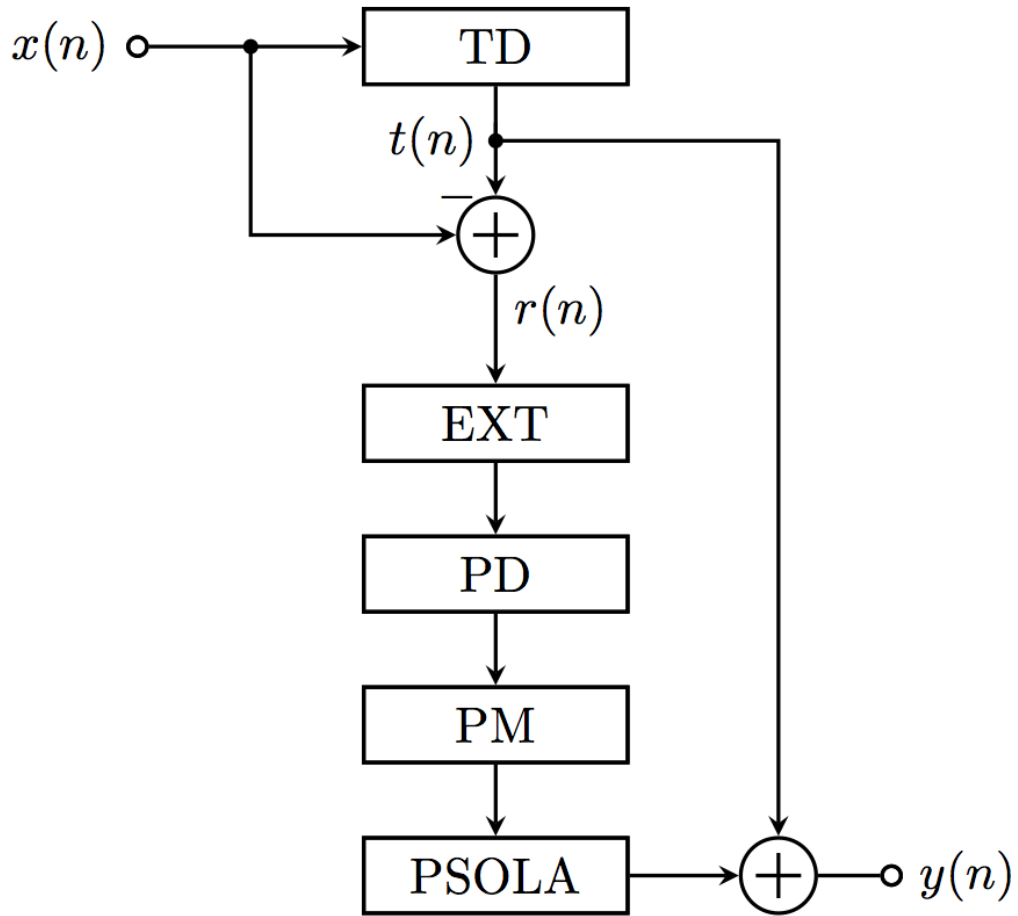 x(n)
TD
t(n)
−
+
r(n)
EXT
PD
PM
PSOLA
+
y(n)